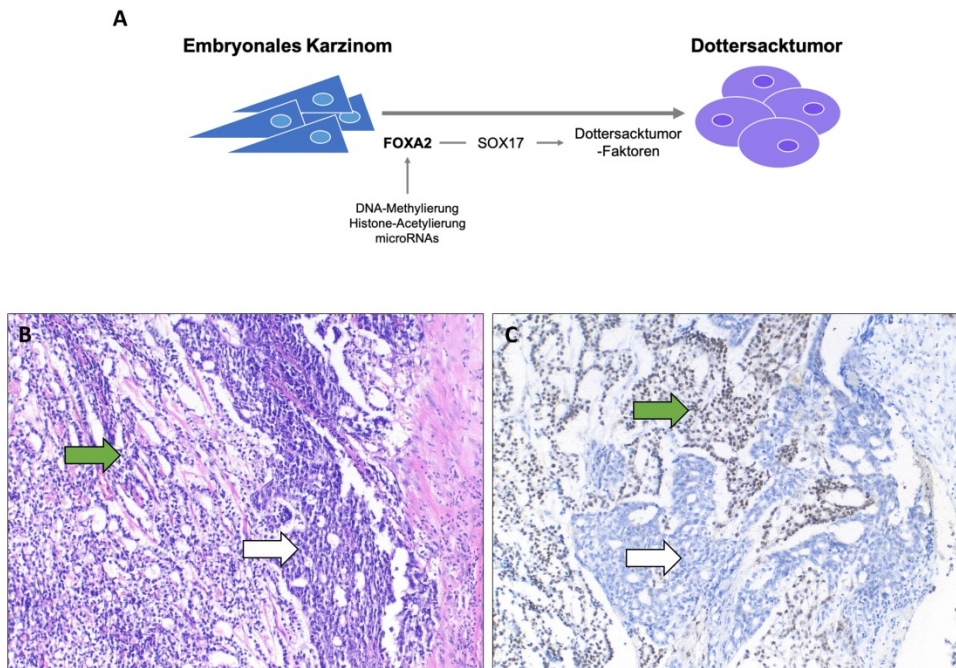 A
Embryonales Karzinom
Dottersacktumor
FOXA2
SOX17
Dottersacktumor
-Faktoren
DNA-Methylierung
Histone-Acetylierung
microRNAs
B
C